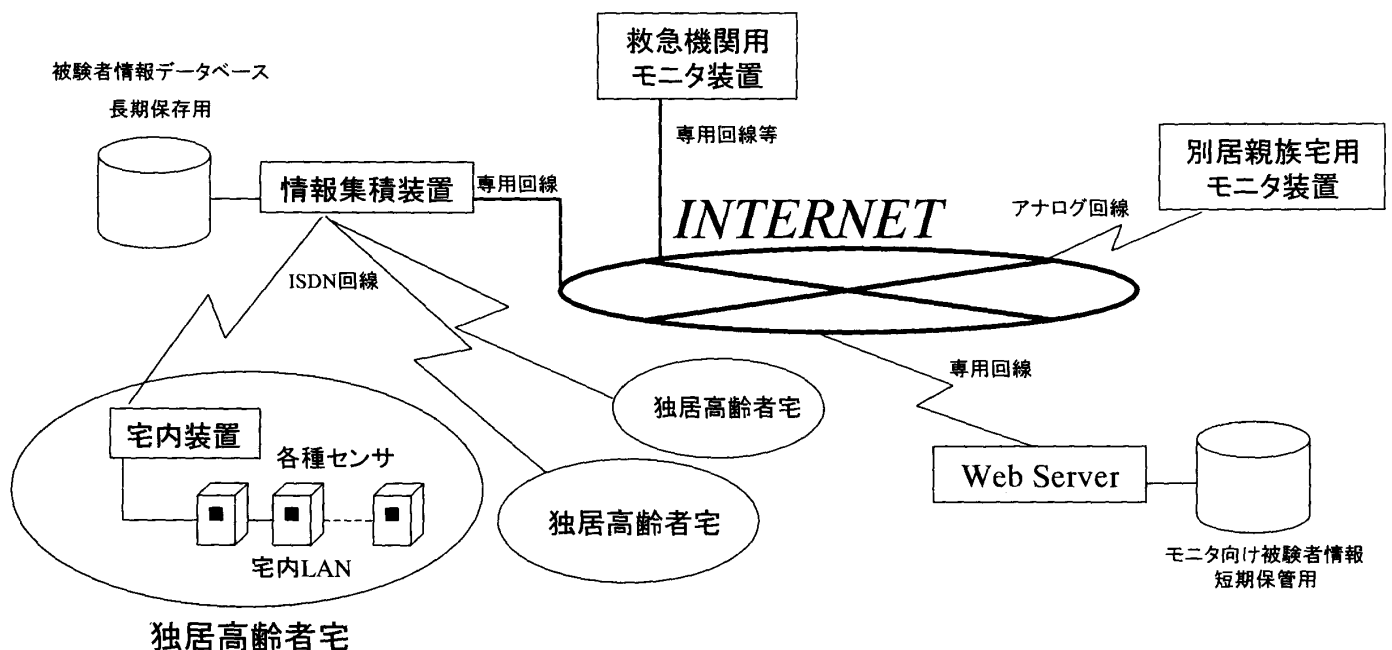 救急機関用
モニタ装置
被験者情報データベース
長期保存用
専用回線等
別居親族宅用
モニタ装置
情報集積装置
専用回線
INTERNET
アナログ回線
ISDN回線
専用回線
独居高齢者宅
宅内装置
各種センサ
Web Server
独居高齢者宅
宅内LAN
モニタ向け被験者情報
短期保管用
独居高齢者宅